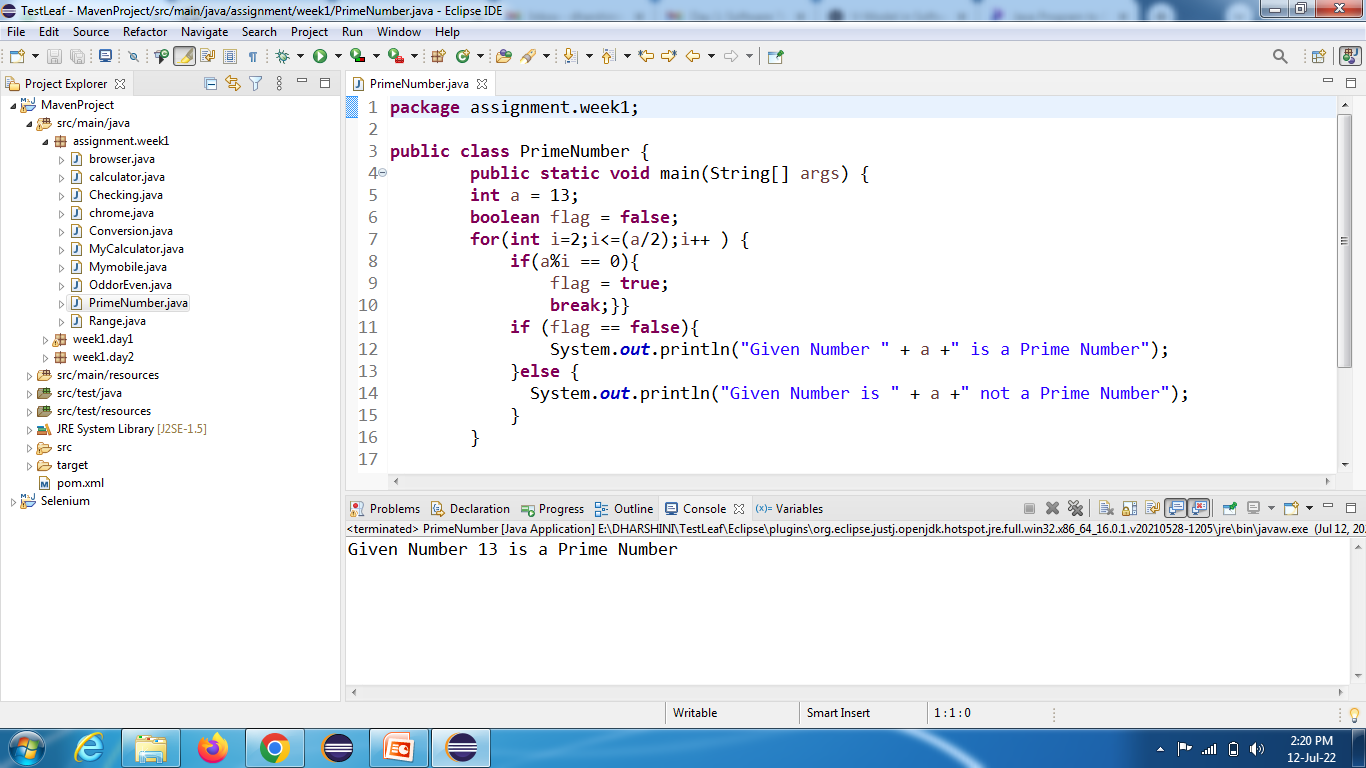 TestLeaf - MavenProject/src/main/java/assignment/week1/PrimeNumber.java - Eclipse IDE
File Edit Source Refactor Navigate Search Project Run Window Help
Project Explorer
MavenProject
src/main/java
assignment.week1
browser.java
calculator.java
Checking.java
chrome.java
Conversion.java
MyCalculator.java
Mymobile.java
OddorEven.java
PrimeNumber.java
Range.java
week1.day1
week1.day2
src/main/resources
src/test/java
src/test/resources
JRE System Library [J2SE-1.5]
src
target
pom.xml
Selenium
PrimeNumber.java
1 package assignment.week1;
2
3 public class PrimeNumber {
4 public static void main(String[] args) {
5 int a = 13;
6 boolean flag = false;
7 for(int i=2;i<=(a/2);i++ ) {
8 if(a%i == 0){
9 flag = true;
10 break;}}
11 if (flag == false){
12 System.out.println("Given Number " + a +" is a Prime Number");
13 }else {
14 System.out.println("Given Number is " + a +" not a Prime Number");
15 }
16 }
17
Problems Declaration Progress Outline Console Variables
<terminated> PrimeNumber [Java Application] E:\DHARSHINI\TestLeaf\Eclipse\plugins\org.eclipse.justj.openjdk.hotspot.jre.full.win32.x86_64_16.0.1.v20210528-1205\jre\bin\javaw.exe (Jul 12, 20
Given Number 13 is a Prime Number
Writable Smart Insert 1 : 1 : 0
2:20 PM
12-Jul-22